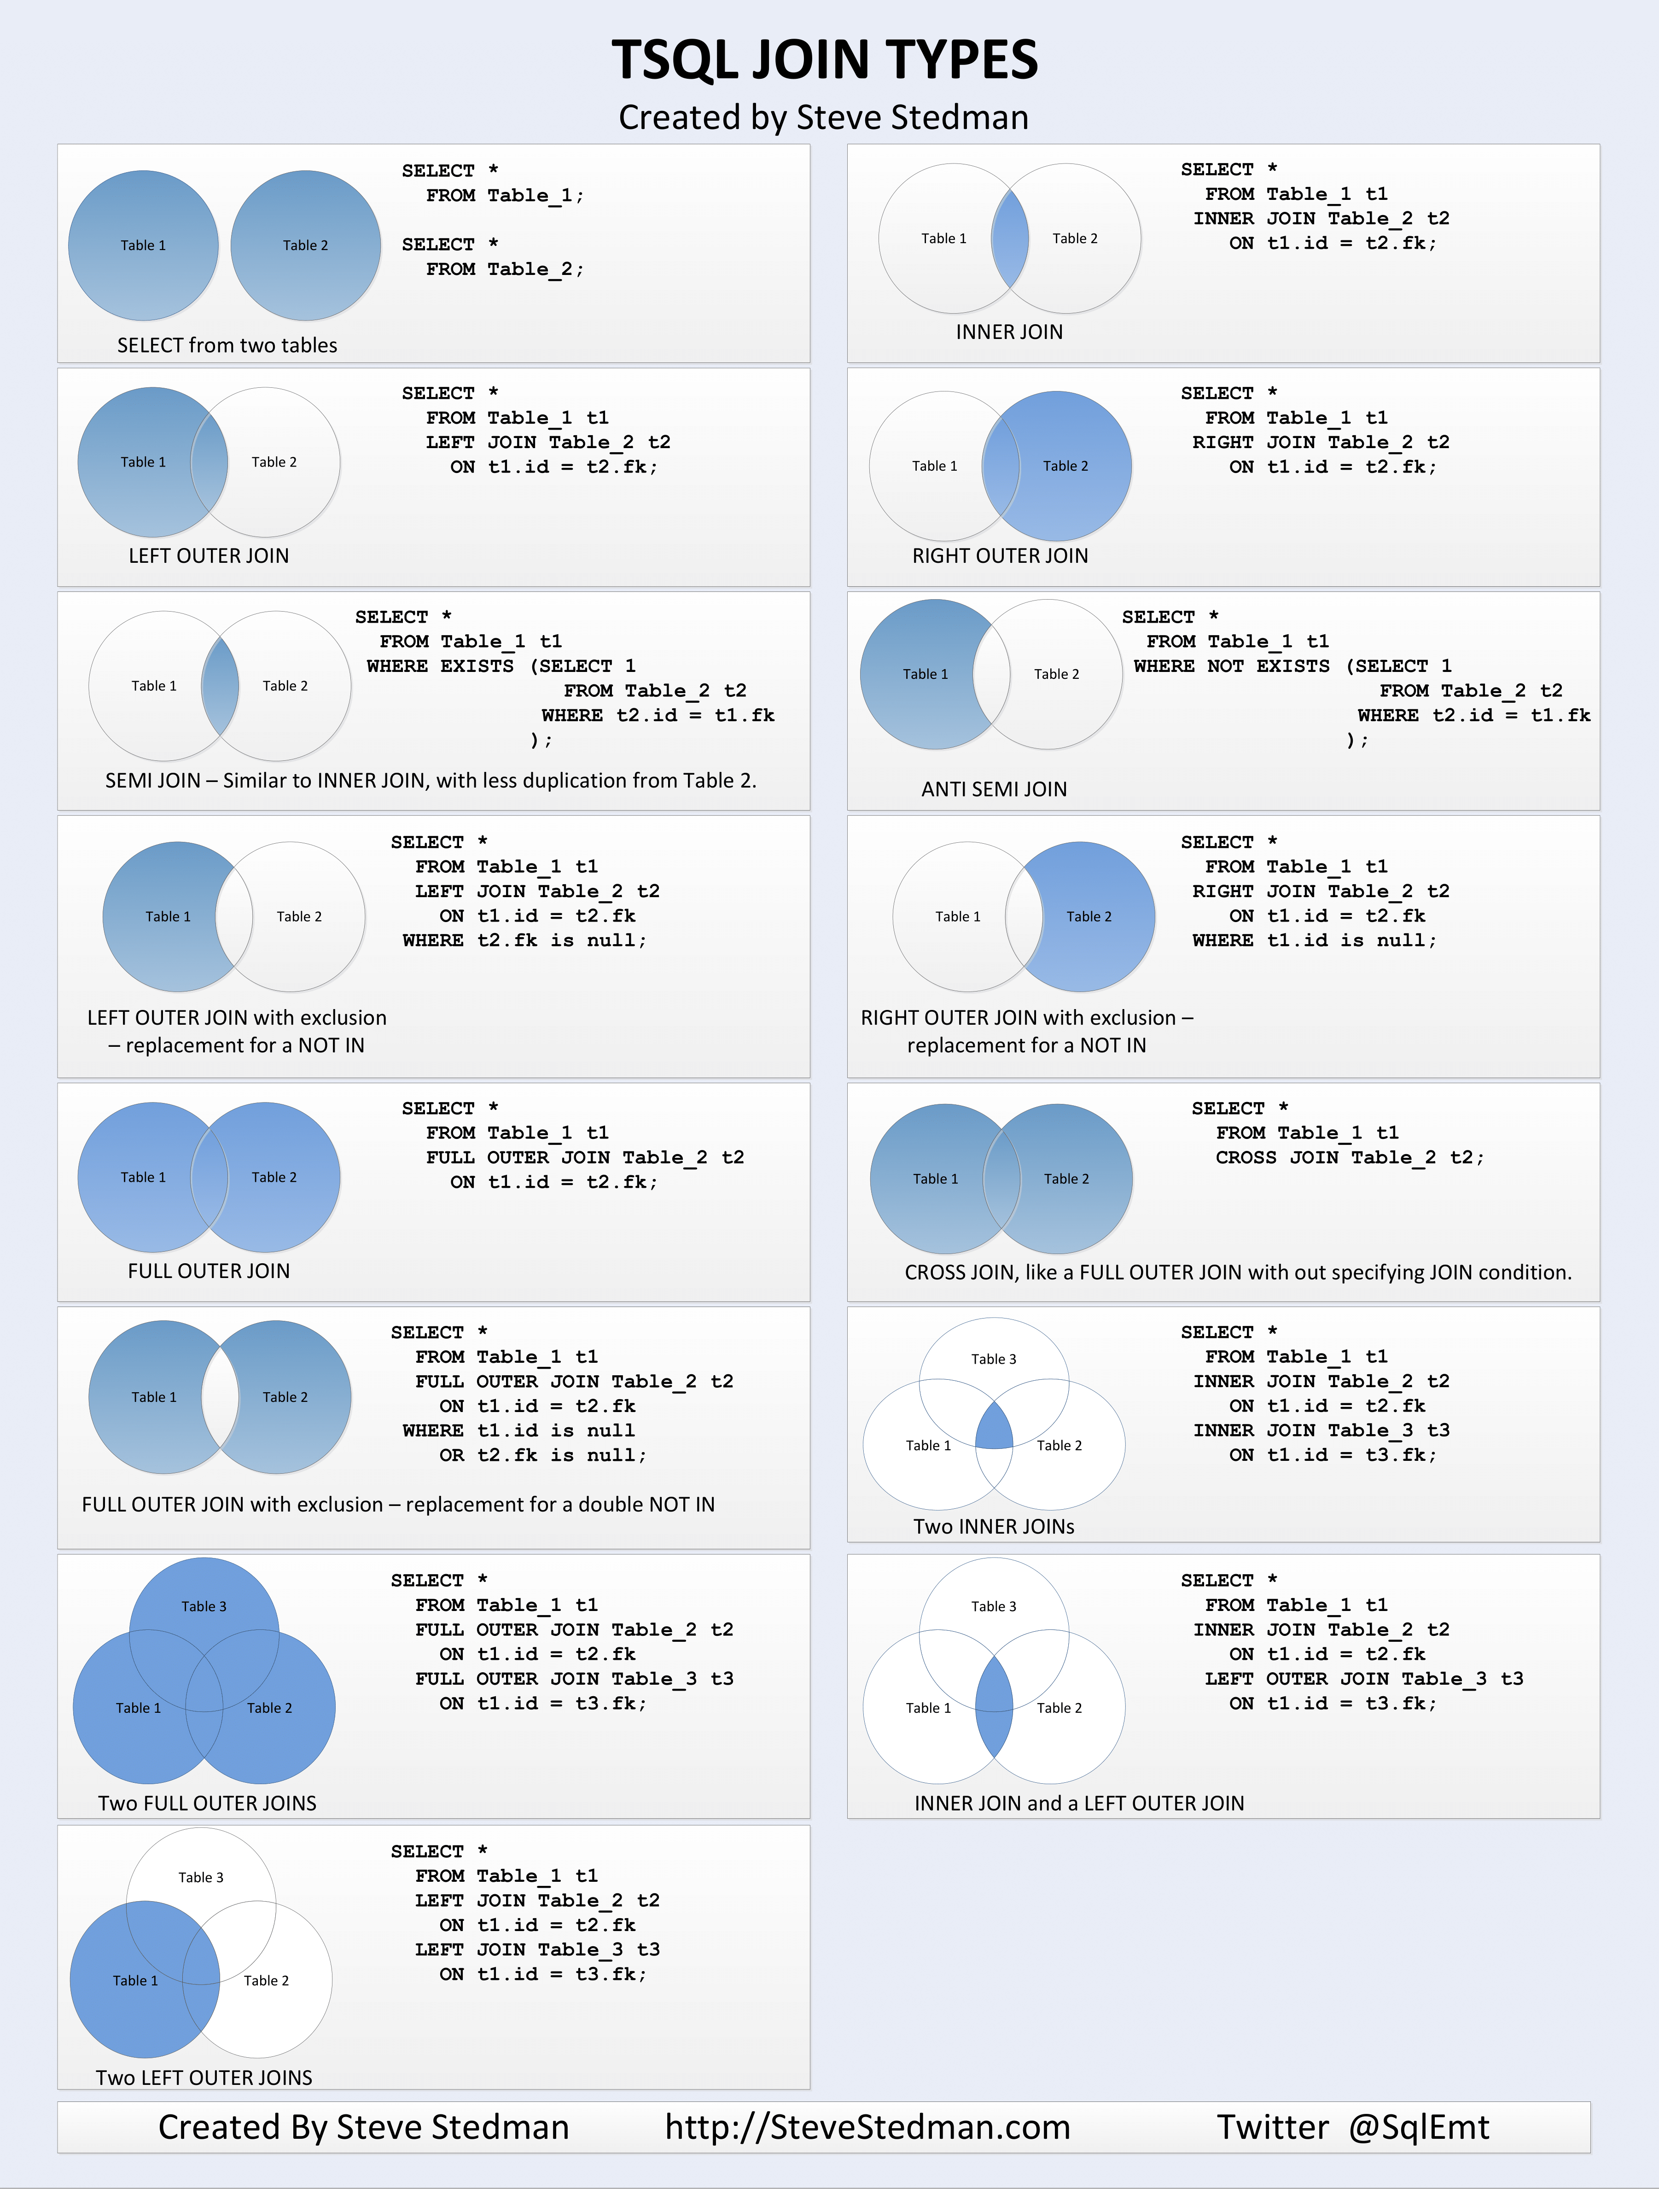 TSQL JOIN TYPES
Created by Steve Stedman
Table 1
Table 2
SELECT *
FROM Table_1;
SELECT *
FROM Table_2;
SELECT from two tables
Table 1
Table 2
SELECT *
FROM Table_1 t1
INNER JOIN Table_2 t2
ON t1.id = t2.fk;
INNER JOIN
Table 1
Table 2
SELECT *
FROM Table_1 t1
LEFT JOIN Table_2 t2
ON t1.id = t2.fk;
LEFT OUTER JOIN
Table 1
Table 2
SELECT *
FROM Table_1 t1
RIGHT JOIN Table_2 t2
ON t1.id = t2.fk;
RIGHT OUTER JOIN
Table 1
Table 2
SELECT *
FROM Table_1 t1
WHERE EXISTS (SELECT 1
FROM Table_2 t2
WHERE t2.id = t1.fk
);
SEMI JOIN – Similar to INNER JOIN, with less duplication from Table 2.
Table 1
Table 2
SELECT *
FROM Table_1 t1
WHERE NOT EXISTS (SELECT 1
FROM Table_2 t2
WHERE t2.id = t1.fk
);
ANTI SEMI JOIN
Table 1
Table 2
SELECT *
FROM Table_1 t1
LEFT JOIN Table_2 t2
ON t1.id = t2.fk
WHERE t2.fk is null;
LEFT OUTER JOIN with exclusion
– replacement for a NOT IN
Table 1
Table 2
SELECT *
FROM Table_1 t1
RIGHT JOIN Table_2 t2
ON t1.id = t2.fk
WHERE t1.id is null;
RIGHT OUTER JOIN with exclusion –
replacement for a NOT IN
Table 1
Table 2
SELECT *
FROM Table_1 t1
FULL OUTER JOIN Table_2 t2
ON t1.id = t2.fk;
FULL OUTER JOIN
Table 1
Table 2
SELECT *
FROM Table_1 t1
CROSS JOIN Table_2 t2;
CROSS JOIN, like a FULL OUTER JOIN with out specifying JOIN condition.
Table 1
Table 2
SELECT *
FROM Table_1 t1
FULL OUTER JOIN Table_2 t2
ON t1.id = t2.fk
WHERE t1.id is null
OR t2.fk is null;
FULL OUTER JOIN with exclusion – replacement for a double NOT IN
Table 3
Table 1
Table 2
SELECT *
FROM Table_1 t1
INNER JOIN Table_2 t2
ON t1.id = t2.fk
INNER JOIN Table_3 t3
ON t1.id = t3.fk;
Two INNER JOINs
Table 3
Table 1
Table 2
SELECT *
FROM Table_1 t1
FULL OUTER JOIN Table_2 t2
ON t1.id = t2.fk
FULL OUTER JOIN Table_3 t3
ON t1.id = t3.fk;
Two FULL OUTER JOINS
Table 3
Table 1
Table 2
SELECT *
FROM Table_1 t1
INNER JOIN Table_2 t2
ON t1.id = t2.fk
LEFT OUTER JOIN Table_3 t3
ON t1.id = t3.fk;
INNER JOIN and a LEFT OUTER JOIN
Table 3
Table 1
Table 2
SELECT *
FROM Table_1 t1
LEFT JOIN Table_2 t2
ON t1.id = t2.fk
LEFT JOIN Table_3 t3
ON t1.id = t3.fk;
Two LEFT OUTER JOINS
Created By Steve Stedman http://SteveStedman.com Twitter @SqlEmt